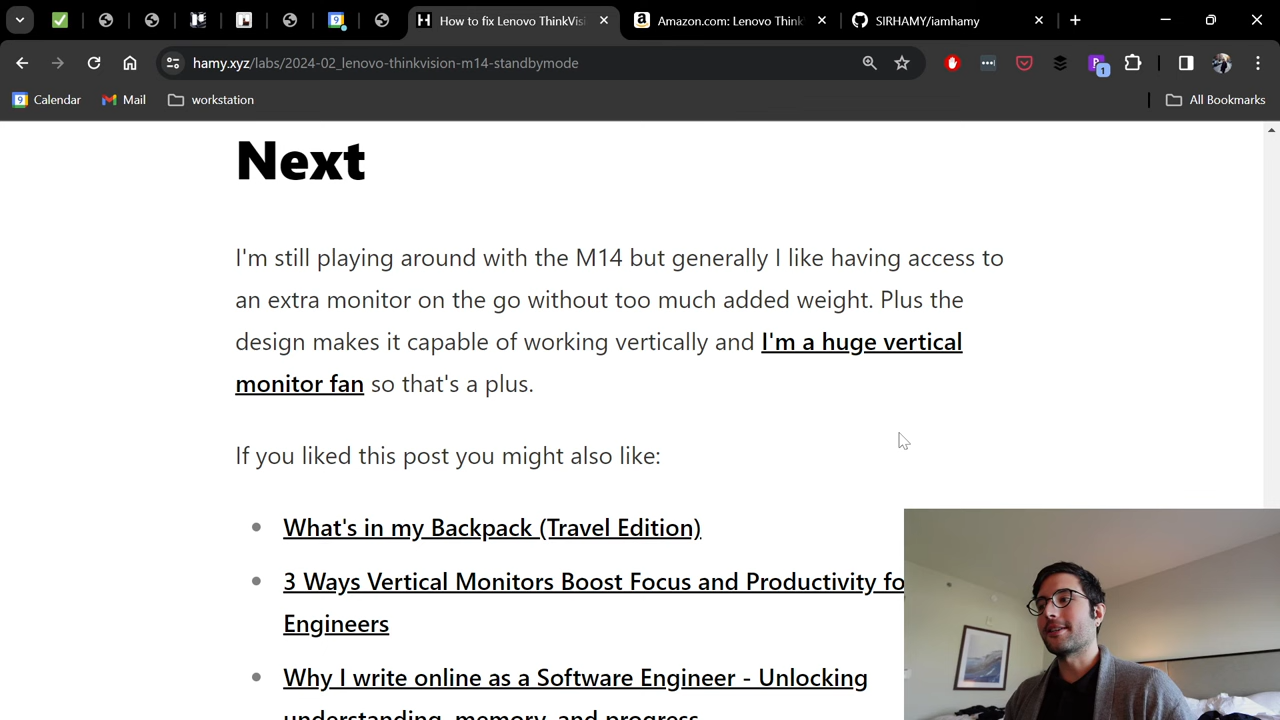 How to fix Lenovo ThinkVis
Amazon.com: Lenovo Think
SIRHAMY/iamhamy
hamy.xyz/labs/2024-02_lenovo-thinkvision-m14-standbymode
1
Calendar
Mail
workstation
All Bookmarks
Next
I'm still playing around with the M14 but generally I like having access to
an extra monitor on the go without too much added weight. Plus the
design makes it capable of working vertically and I'm a huge vertical
monitor fan so that's a plus.
If you liked this post you might also like:
What's in my Backpack (Travel Edition)
3 Ways Vertical Monitors Boost Focus and Productivity fo
Engineers
Why I write online as a Software Engineer - Unlocking
understanding, memory, and progress